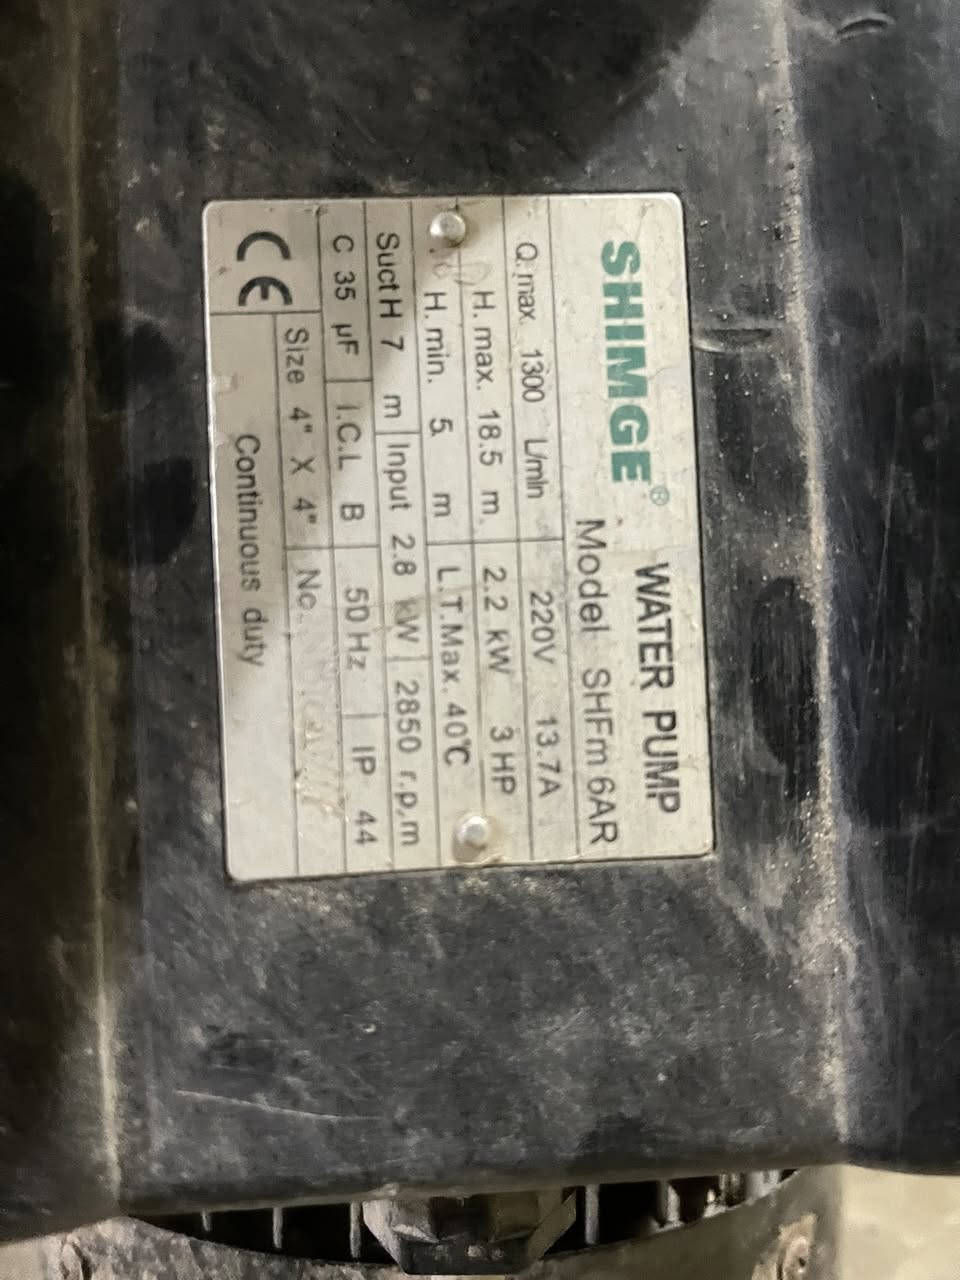 SHIMGE® WATER PUMP
Model SHFm 6AR
Q. max. 1300 L/min 220V 13.7A
H. max. 18.5 m 2.2 kW 3 HP
H. min. 5 m L.T.Max. 40℃
Suct H 7 m Input 2.8 kW 2850 r.p.m
C 35 µF I.C.L B 50 Hz IP 44
CE Size 4" X 4" No.
Continuous duty